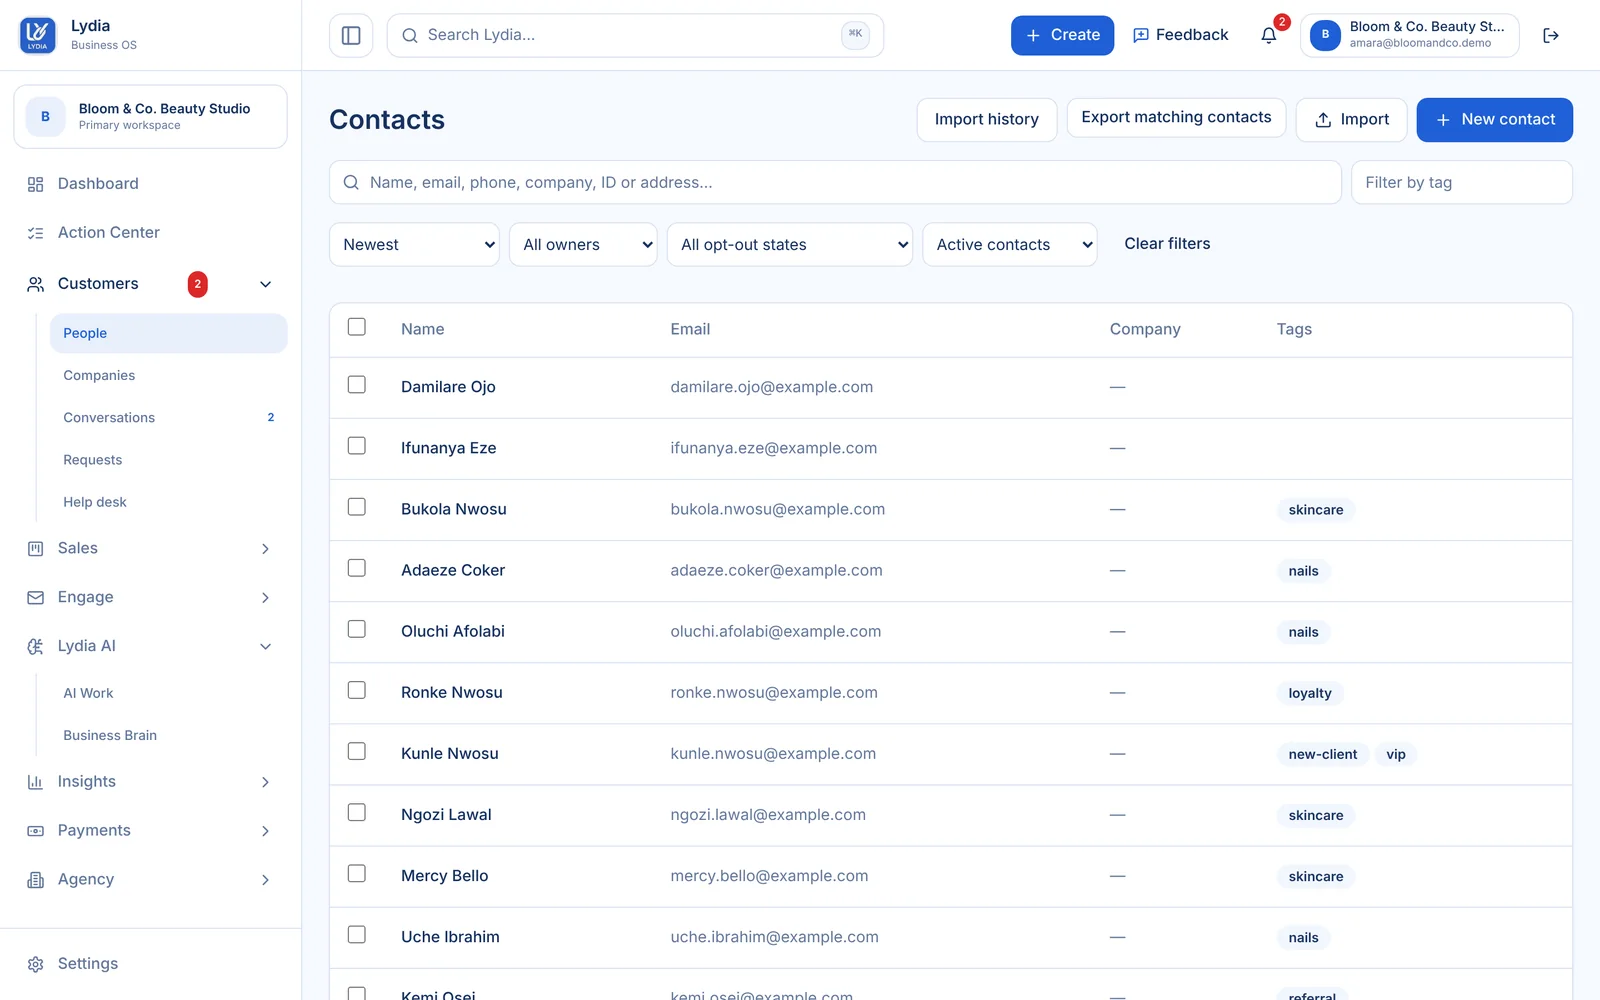 LYDIA
Lydia
Business OS
Search Lydia...
⌘K
Create
Feedback
2
B
Bloom & Co. Beauty St...
amara@bloomandco.demo
B
Bloom & Co. Beauty Studio
Primary workspace
Dashboard
Action Center
Customers
2
People
Companies
Conversations
2
Requests
Help desk
Sales
Engage
Lydia AI
AI Work
Business Brain
Insights
Payments
Agency
Settings
Contacts
Import history
Export matching contacts
Import
New contact
Name, email, phone, company, ID or address...
Filter by tag
Newest
All owners
All opt-out states
Active contacts
Clear filters
Name Email Company Tags
Damilare Ojo damilare.ojo@example.com —
Ifunanya Eze ifunanya.eze@example.com —
Bukola Nwosu bukola.nwosu@example.com — skincare
Adaeze Coker adaeze.coker@example.com — nails
Oluchi Afolabi oluchi.afolabi@example.com — nails
Ronke Nwosu ronke.nwosu@example.com — loyalty
Kunle Nwosu kunle.nwosu@example.com — new-client vip
Ngozi Lawal ngozi.lawal@example.com — skincare
Mercy Bello mercy.bello@example.com — skincare
Uche Ibrahim uche.ibrahim@example.com — nails
Kemi Osei kemi.osei@example.com — referral